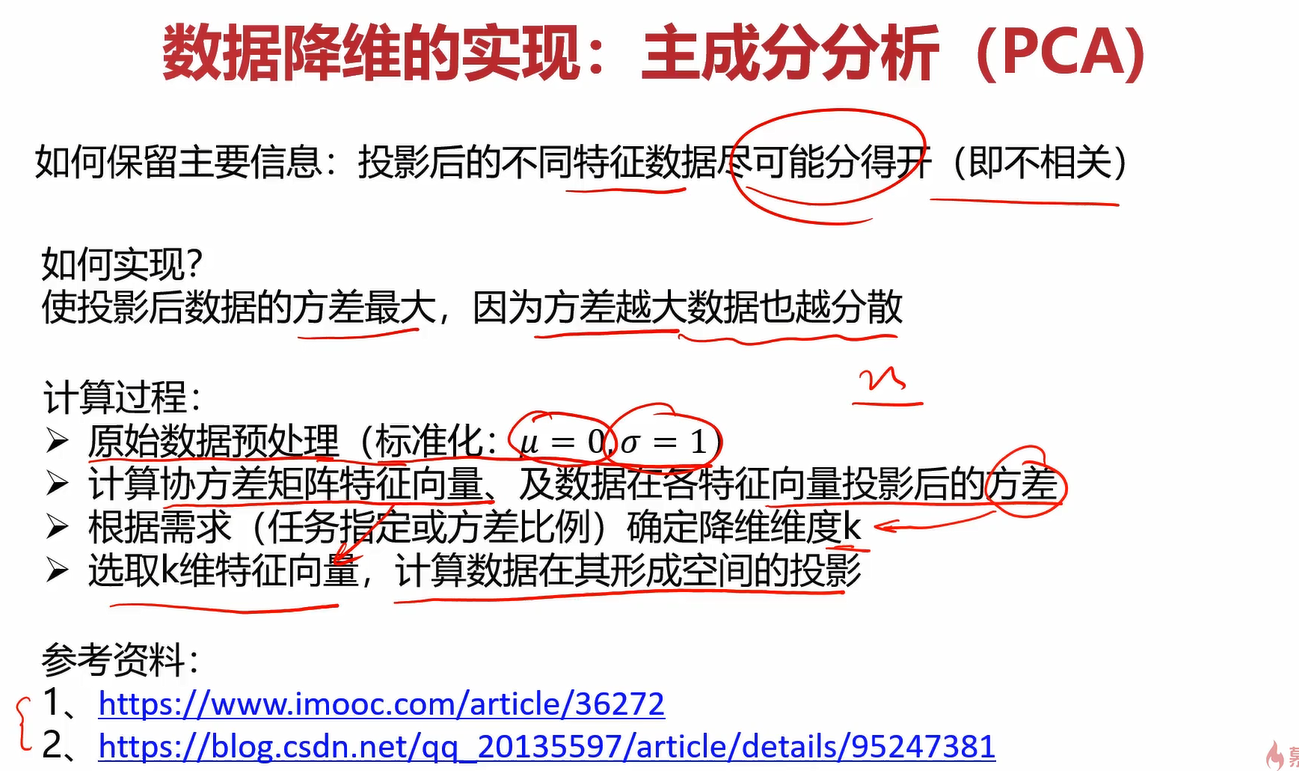 数据降维的实现：主成分分析（PCA)
如何保留主要信息：投影后的不同特征数据尽可能分得开（即不相关）
如何实现？
使投影后数据的方差最大，因为方差越大数据也越分散
计算过程：
➢ 原始数据预处理（标准化：μ = 0,σ = 1）
➢ 计算协方差矩阵特征向量、及数据在各特征向量投影后的方差
➢ 根据需求（任务指定或方差比例）确定降维维度k
➢ 选取k维特征向量，计算数据在其形成空间的投影
参考资料：
1、https://www.imooc.com/article/36272
2、https://blog.csdn.net/qq_20135597/article/details/95247381